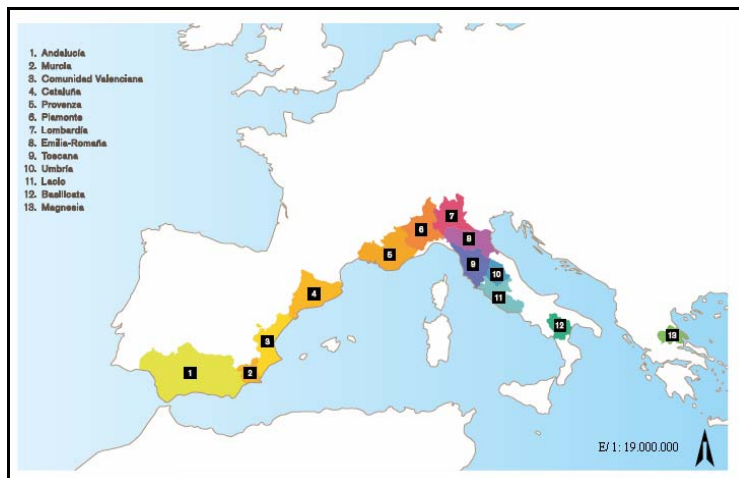 1. Andalucía
2. Murcia
3. Comunidad Valenciana
4. Cataluña
5. Provenza
6. Piamonte
7. Lombardía
8. Emilia-Romaña
9. Toscana
10. Umbría
11. Lacio
12. Basilicata
13. Magnesia
7
6
8
5
9
10
4
11
12
13
3
1
2
E/ 1: 19.000.000